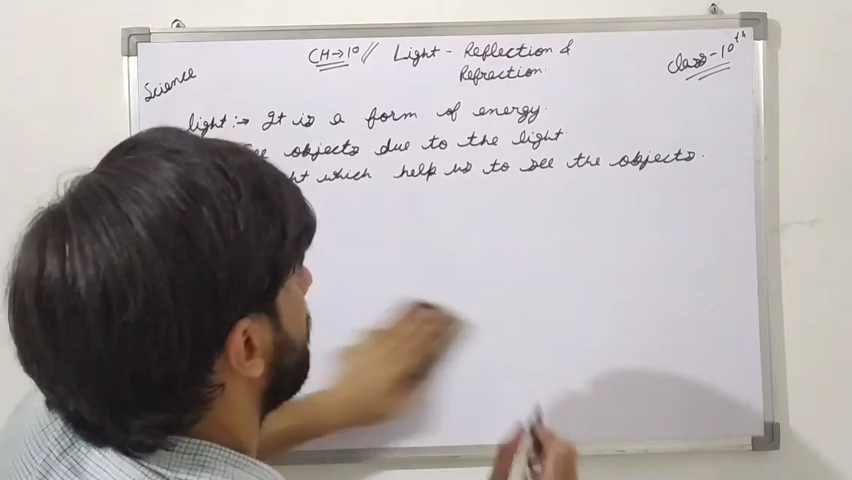 CH→10 // Light - Reflection &
Refraction.
Class - 10th
Science
light :→ It is a form of energy.
objects due to the light.
which help us to see the objects.